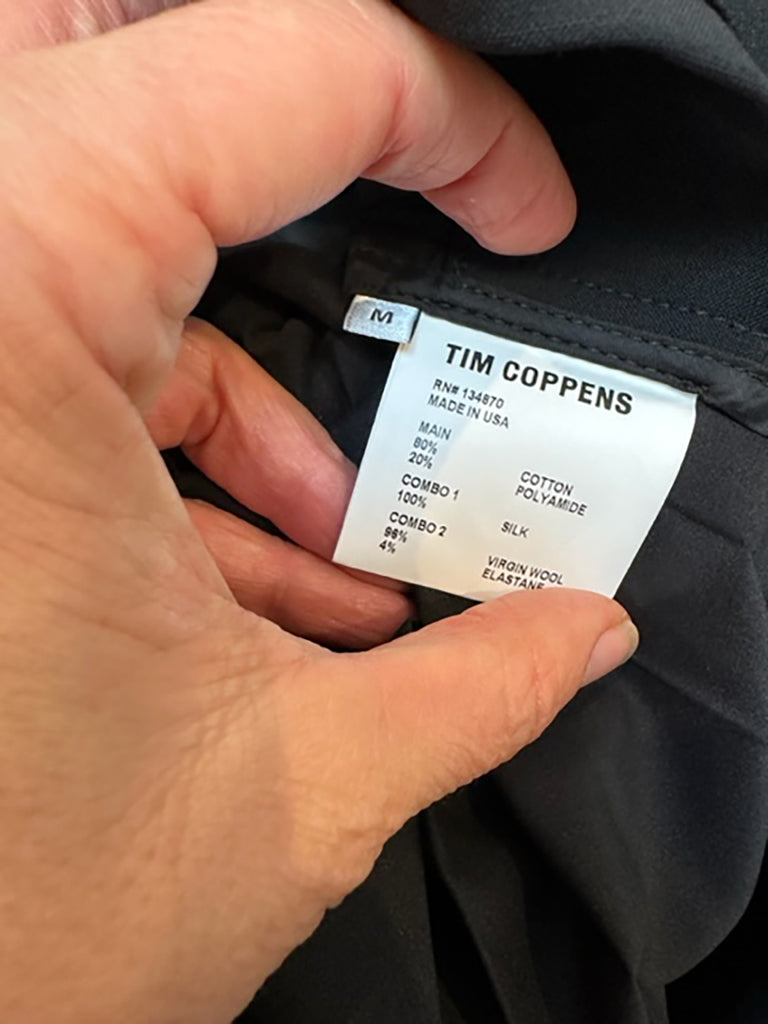 M
TIM COPPENS
RN# 134870
MADE IN USA
MAIN
80% COTTON
20% POLYAMIDE
COMBO 1
100% SILK
COMBO 2
96% VIRGIN WOOL
4% ELASTANE